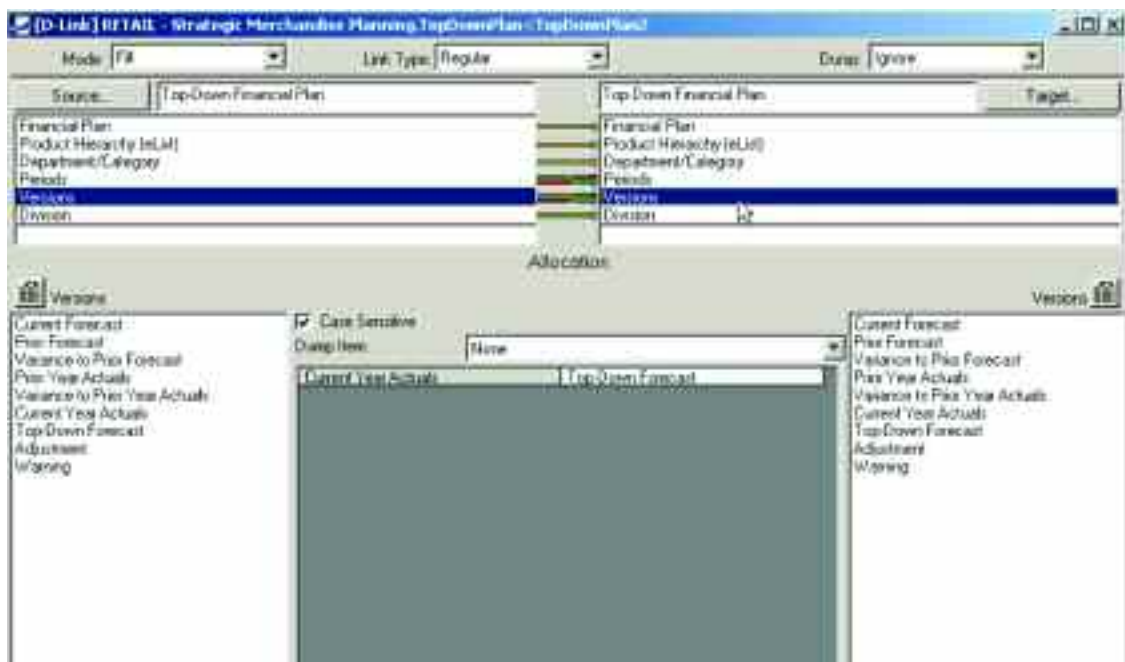 [D-Link] RETAIL - Strategic Merchandise Planning.TopDownPlan<TopDownPlan2
Mode: Fill Link Type: Regular Dump: Ignore
Source... Top-Down Financial Plan Top-Down Financial Plan Target...
Financial Plan Financial Plan
Product Hierarchy (eList) Product Hierarchy (eList)
Department/Category Department/Category
Periods Periods
Versions Versions
Division Division
Allocation
Versions Versions
Case Sensitive
Dump Item: None
Current Year Actuals Top-Down Forecast
Current Forecast Current Forecast
Prior Forecast Prior Forecast
Variance to Prior Forecast Variance to Prior Forecast
Prior Year Actuals Prior Year Actuals
Variance to Prior Year Actuals Variance to Prior Year Actuals
Current Year Actuals Current Year Actuals
Top-Down Forecast Top-Down Forecast
Adjustment Adjustment
Warning Warning